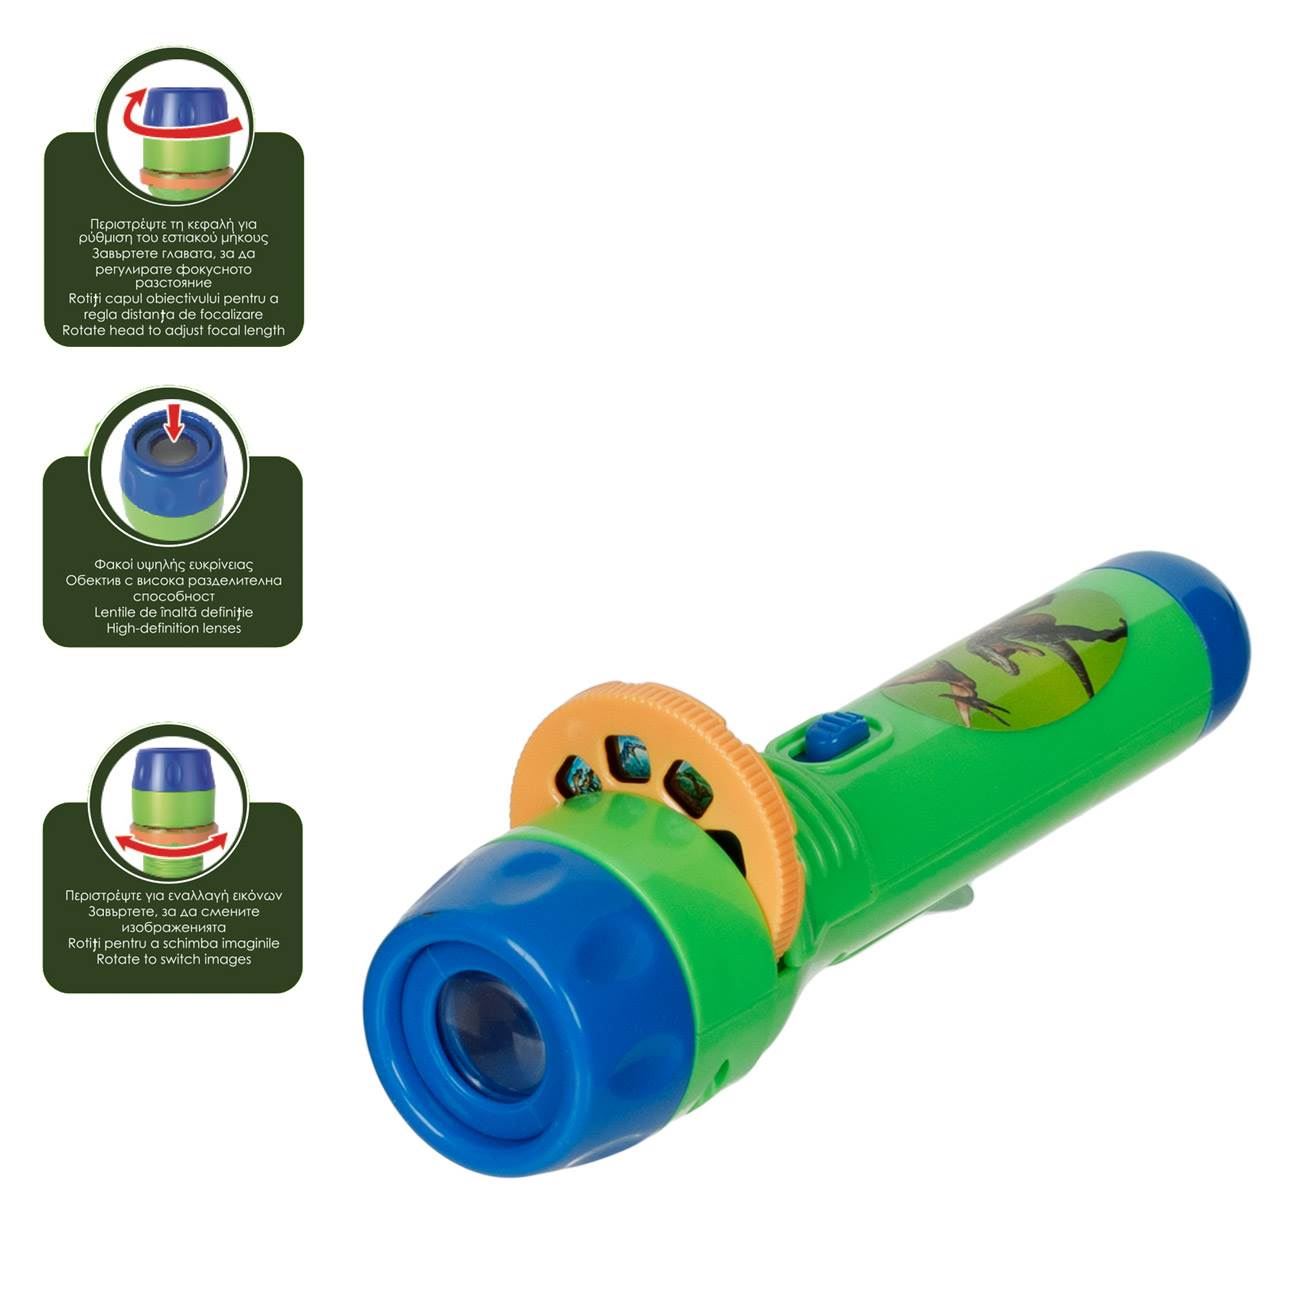 Περιστρέψτε τη κεφαλή για
ρύθμιση του εστιακού μήκους
Завъртете главата, за да
регулирате фокусното
разстояние
Rotiți capul obiectivului pentru a
regla distanța de focalizare
Rotate head to adjust focal length
Φακοί υψηλής ευκρίνειας
Обектив с висока разделителна
способност
Lentile de înaltă definiție
High-definition lenses
Περιστρέψτε για εναλλαγή εικόνων
Завъртете, за да смените
изображенията
Rotiți pentru a schimba imaginile
Rotate to switch images